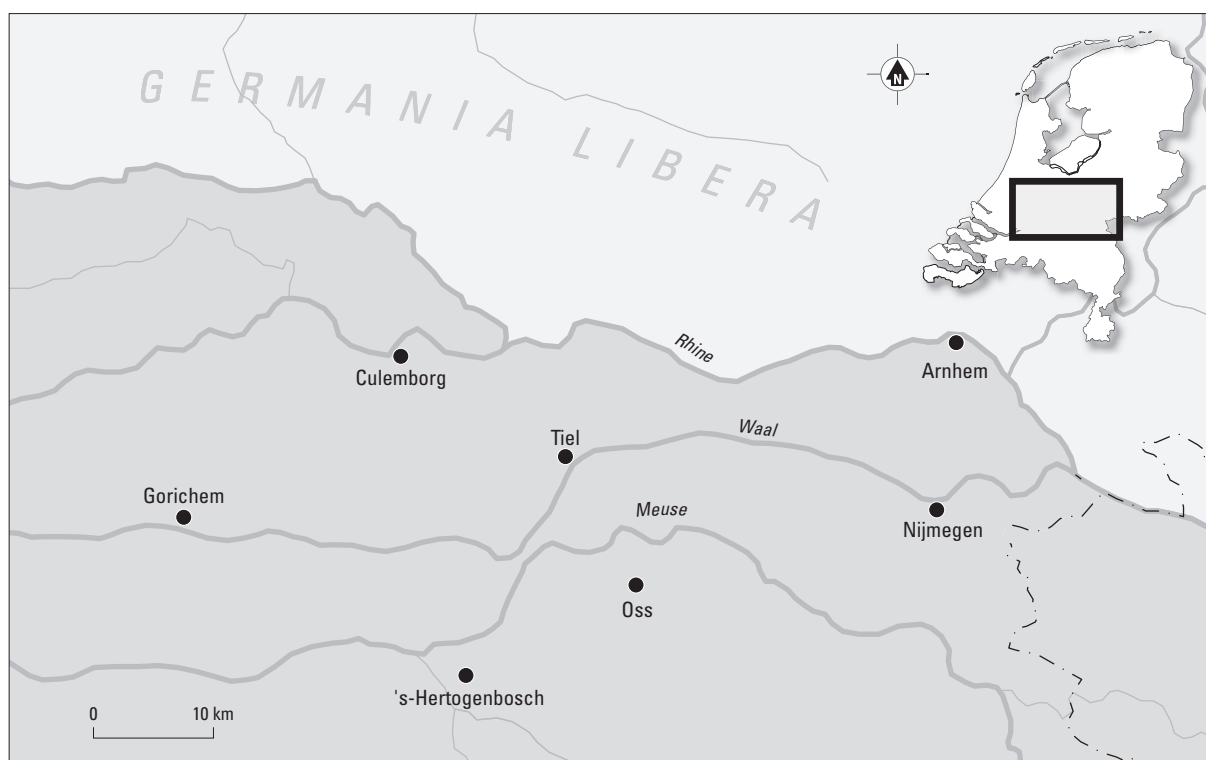 GERMANIA LIBERA
N
Rhine
Arnhem
Culemborg
Waal
Tiel
Gorichem
Meuse
Nijmegen
Oss
's-Hertogenbosch
0 10 km